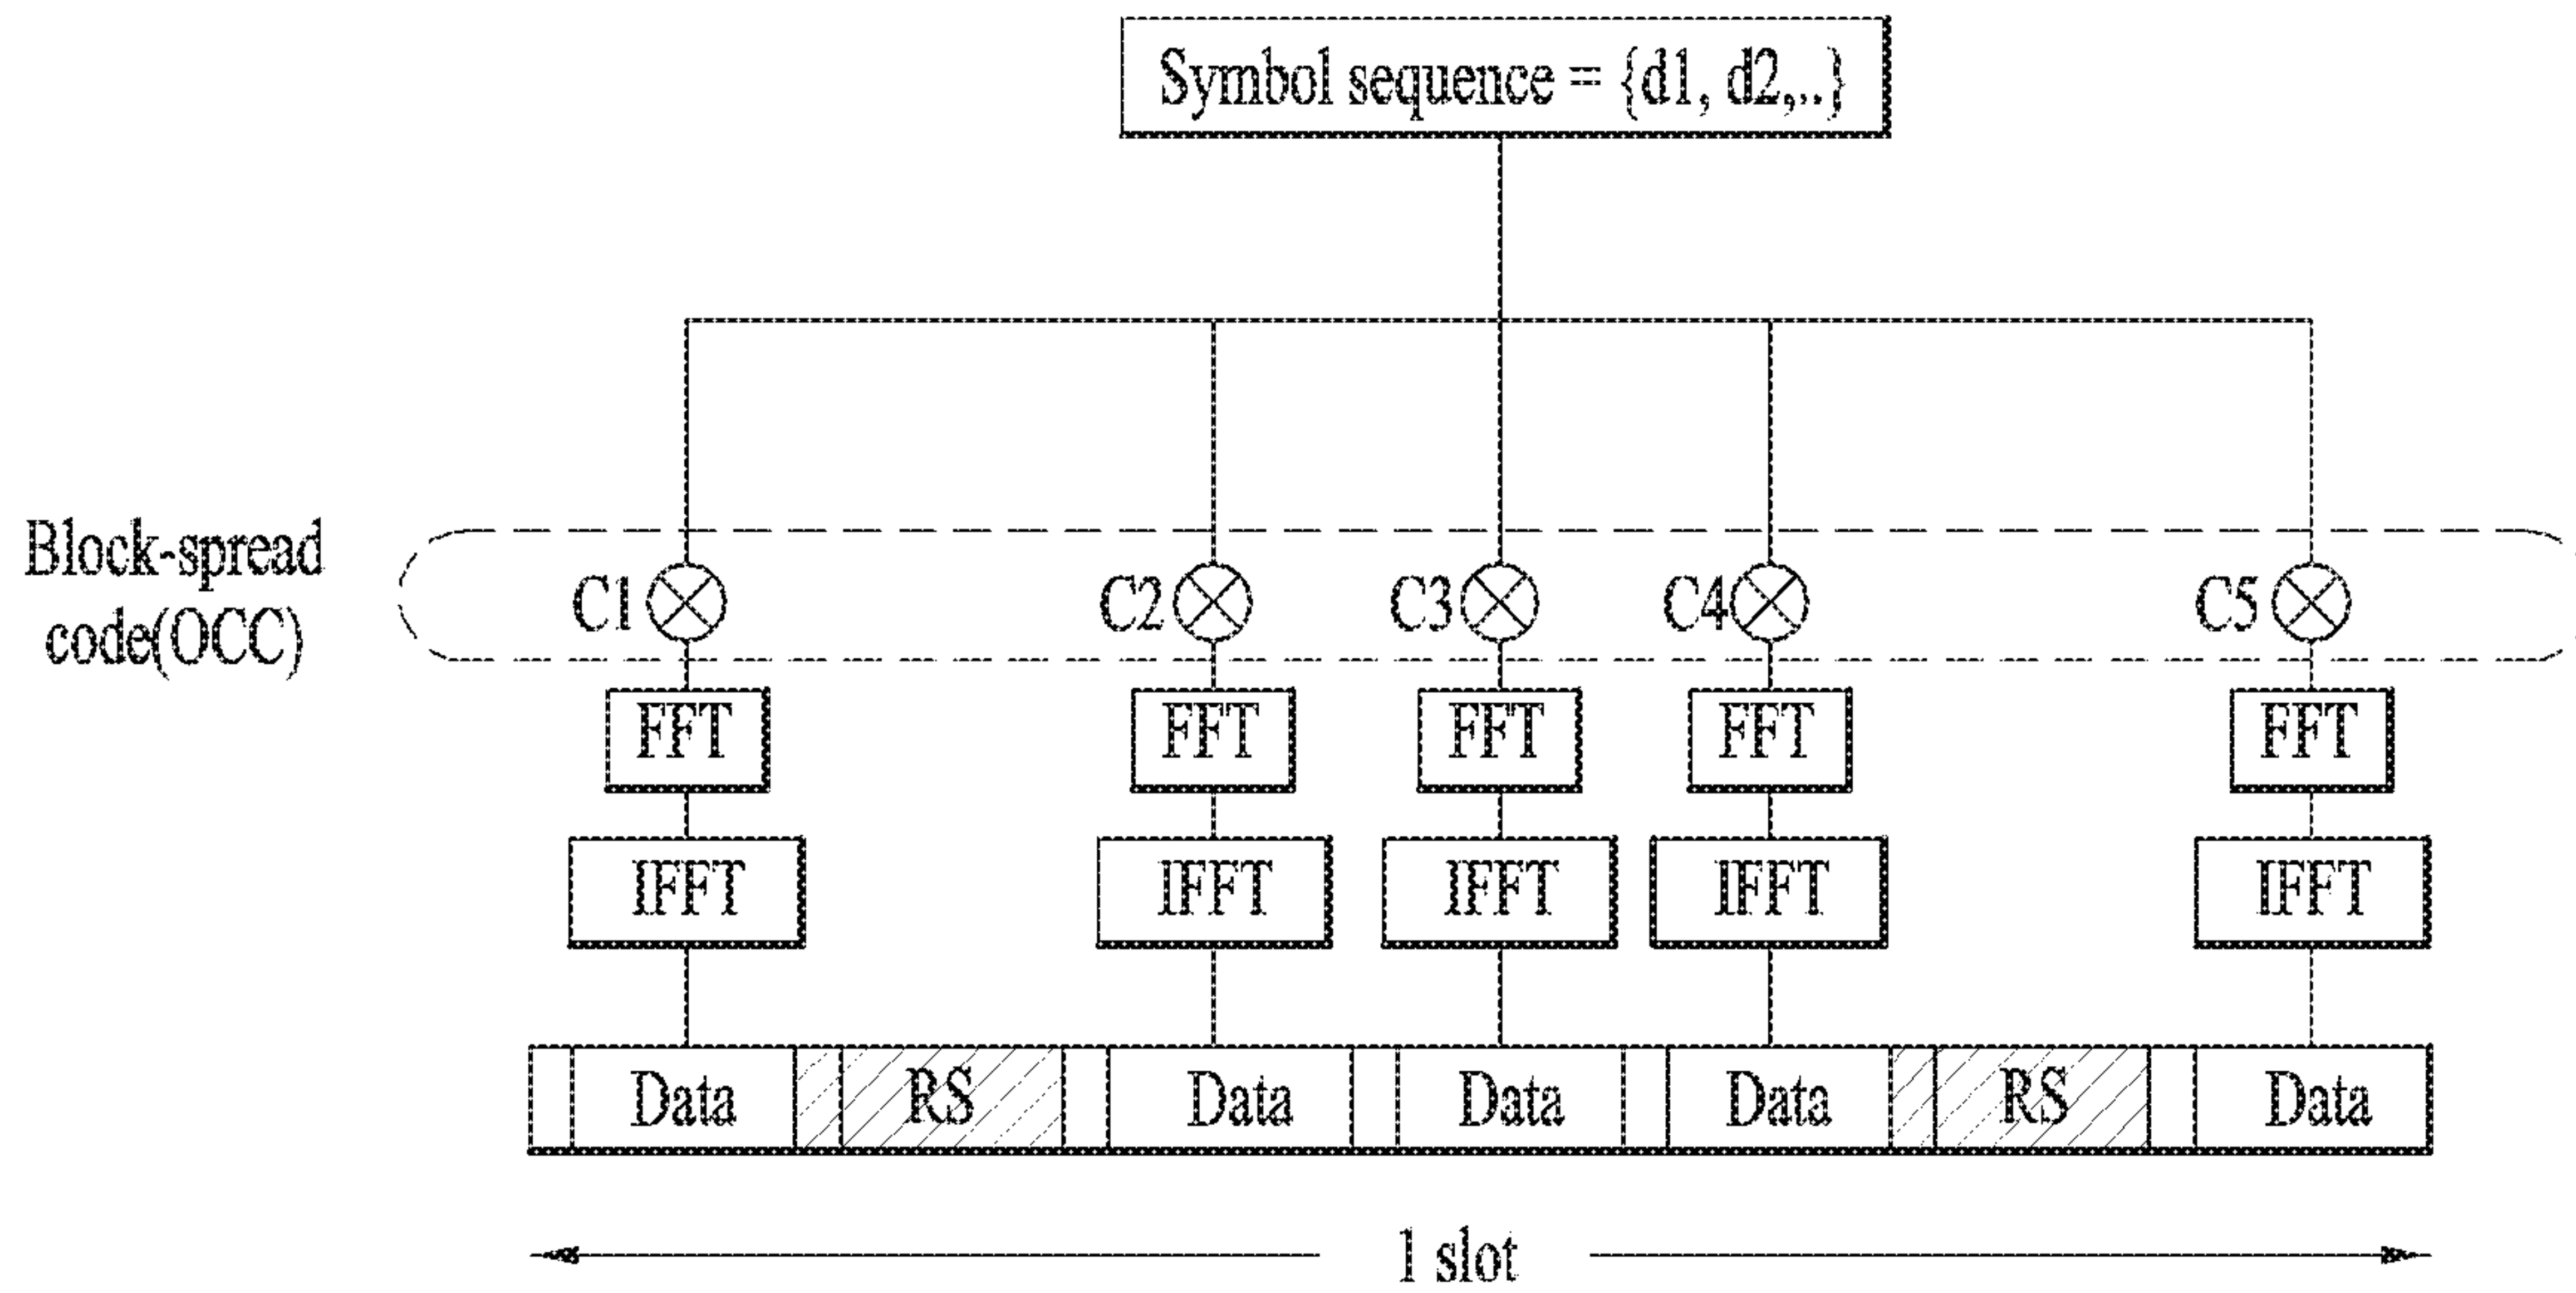 Symbol sequence = {d1, d2,..}
Block-spread
code(OCC)
C1 C2 C3 C4 C5
FFT FFT FFT FFT FFT
IFFT IFFT IFFT IFFT IFFT
Data RS Data Data Data RS Data
1 slot